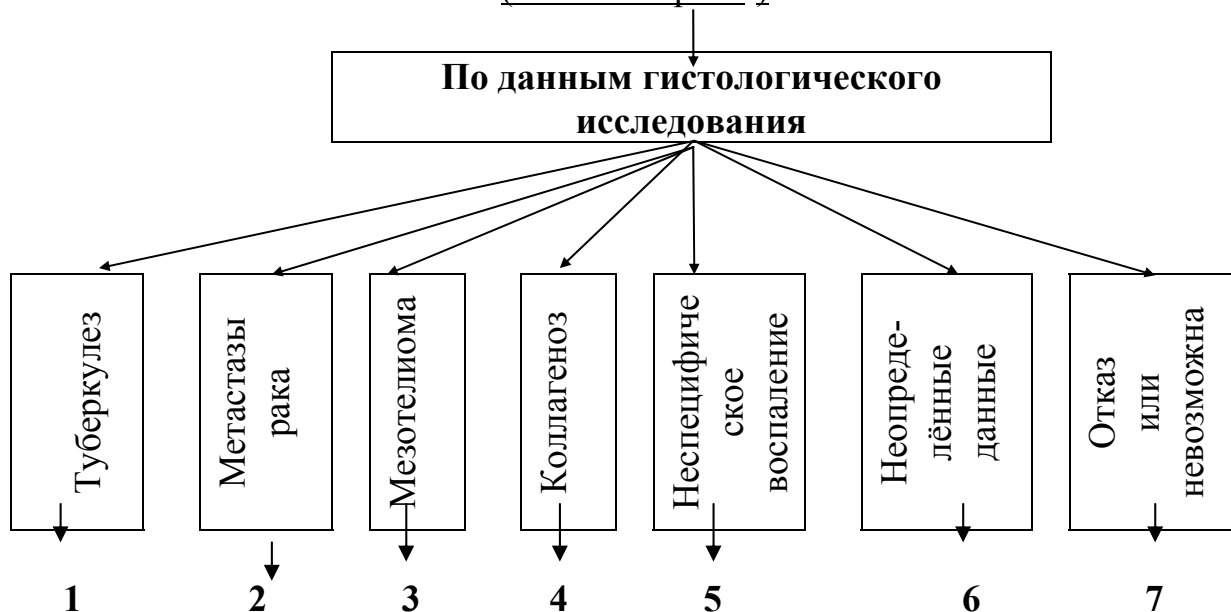 По данным гистологического
исследования
Туберкулез
Метастазы
рака
Мезотелиома
Коллагеноз
Неспецифиче
ское
воспаление
Неопреде-
лённые
данные
Отказ
или
невозможна
1 2 3 4 5 6 7